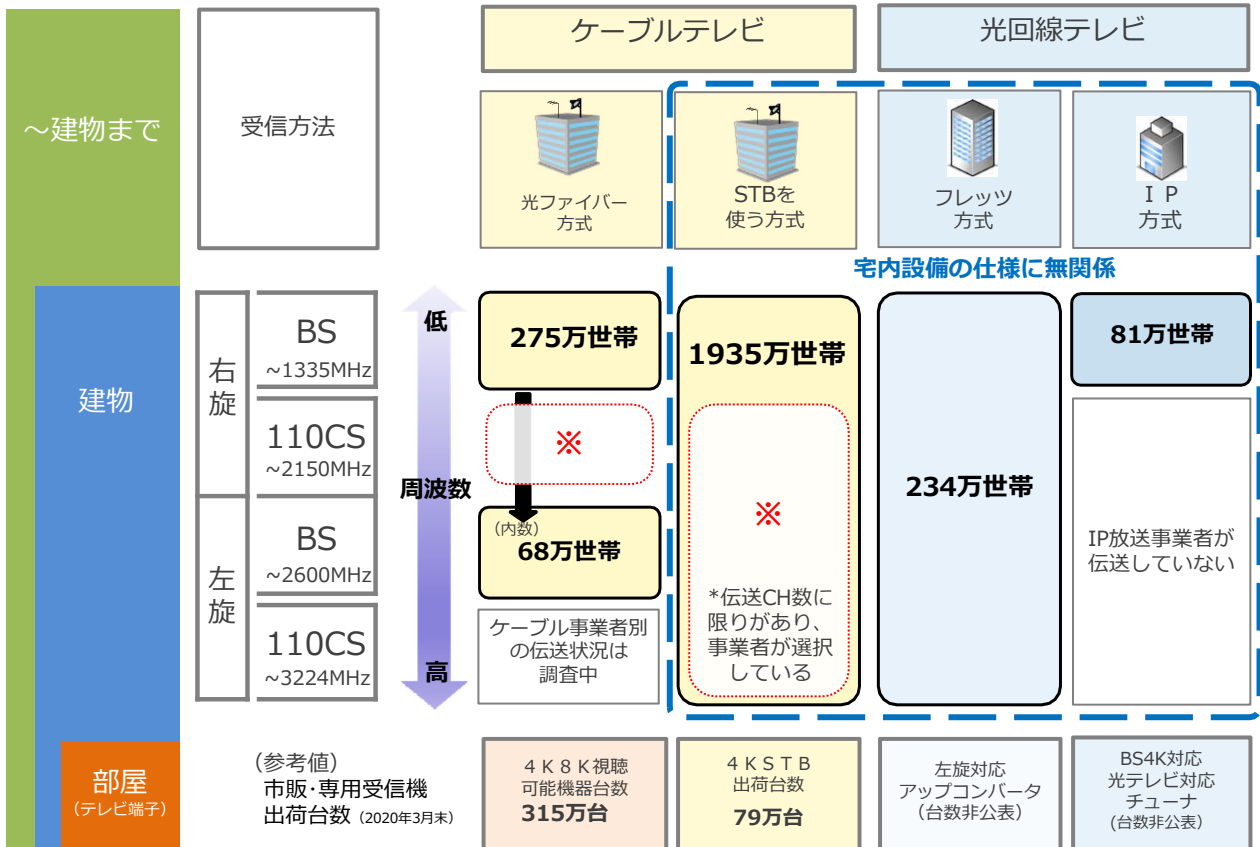 ケーブルテレビ
光回線テレビ
～建物まで
受信方法
光ファイバー
方式
STBを
使う方式
フレッツ
方式
ＩＰ
方式
宅内設備の仕様に無関係
建物
右旋
BS
~1335MHz
110CS
~2150MHz
左旋
BS
~2600MHz
110CS
~3224MHz
低
周波数
高
275万世帯
※
(内数)
68万世帯
ケーブル事業者別
の伝送状況は
調査中
1935万世帯
※
*伝送CH数に
限りがあり、
事業者が選択
している
234万世帯
81万世帯
IP放送事業者が
伝送していない
部屋
(テレビ端子)
(参考値)
市販･専用受信機
出荷台数 (2020年3月末)
４Ｋ８Ｋ視聴
可能機器台数
315万台
４ＫＳＴＢ
出荷台数
79万台
左旋対応
アップコンバータ
(台数非公表)
BS4K対応
光テレビ対応
チューナ
(台数非公表)